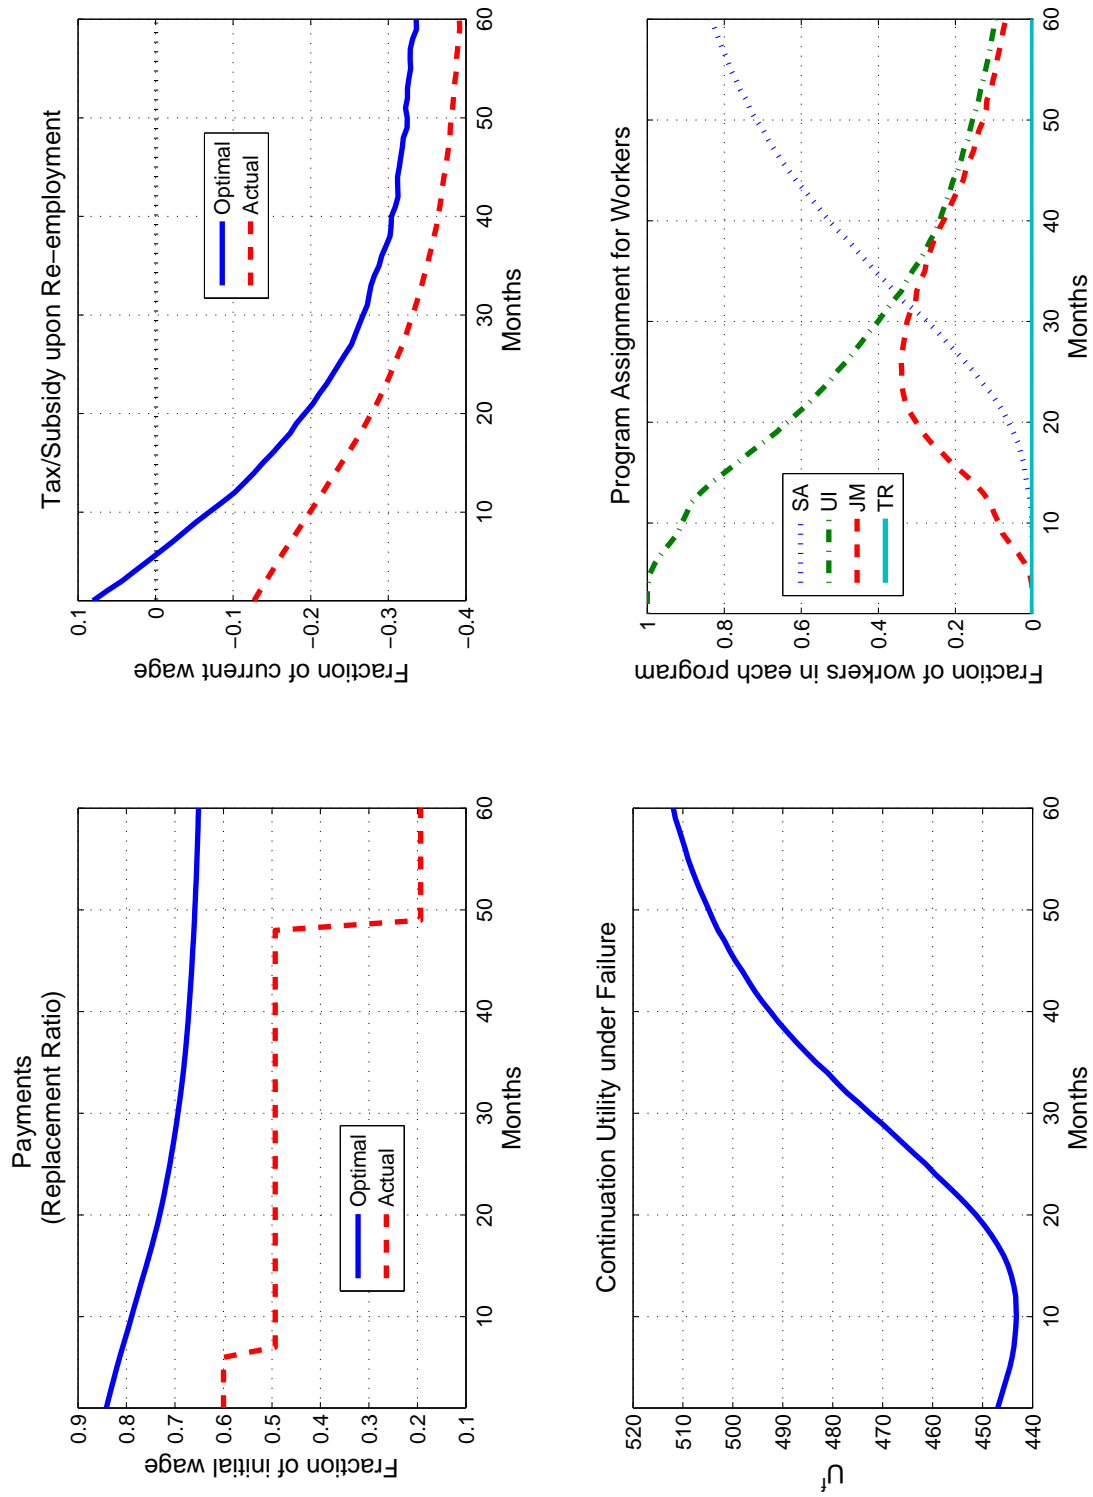 Payments
(Replacement Ratio)
Fraction of initial wage
0.9
0.8
0.7
0.6
0.5
0.4
0.3
0.2
0.1
10
20
30
40
50
60
Months
Optimal
Actual
Tax/Subsidy upon Re−employment
Fraction of current wage
0.1
0
−0.1
−0.2
−0.3
−0.4
10
20
30
40
50
60
Months
Optimal
Actual
Continuation Utility under Failure
Uᶠ
520
510
500
490
480
470
460
450
440
10
20
30
40
50
60
Months
Program Assignment for Workers
Fraction of workers in each program
1
0.8
0.6
0.4
0.2
0
10
20
30
40
50
60
Months
SA
UI
JM
TR